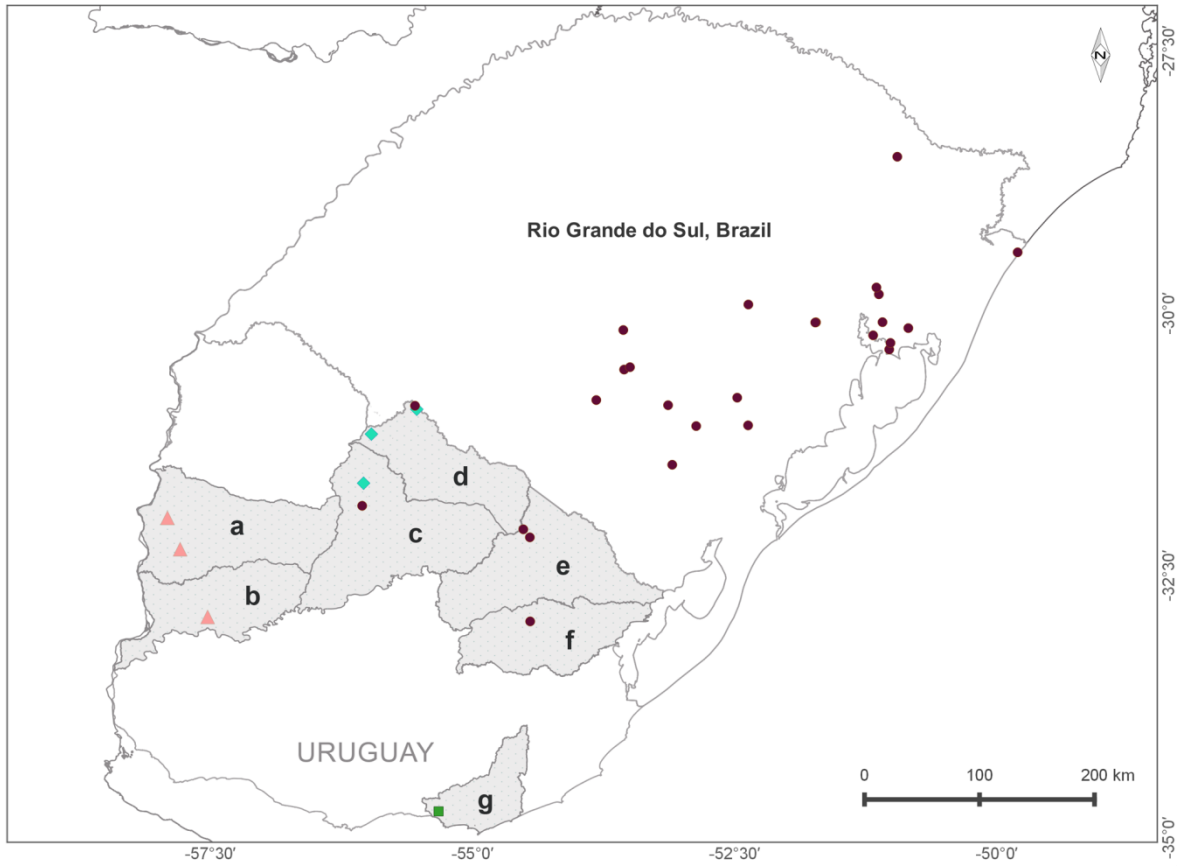 -27°30′
N
Rio Grande do Sul, Brazil
-30°0′
d
a
c
e
b
-32°30′
f
URUGUAY
0 100 200 km
g
-57°30′ -55°0′ -52°30′ -50°0′
-35°0′